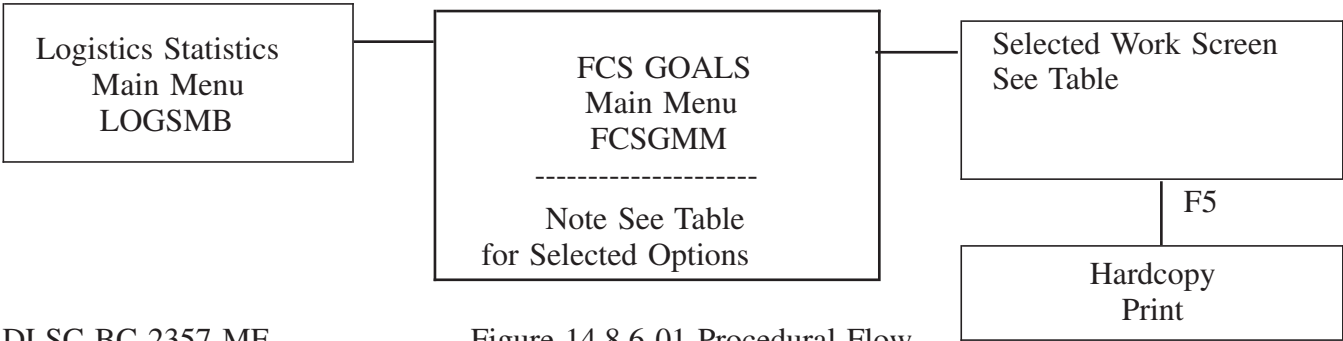 Logistics Statistics
Main Menu
LOGSMB
FCS GOALS
Main Menu
FCSGMM
---------------------
Note See Table
for Selected Options
Selected Work Screen
See Table
F5
Hardcopy
Print
DLSC BC 2357 ME
Figure 14.8.6-01 Procedural Flow